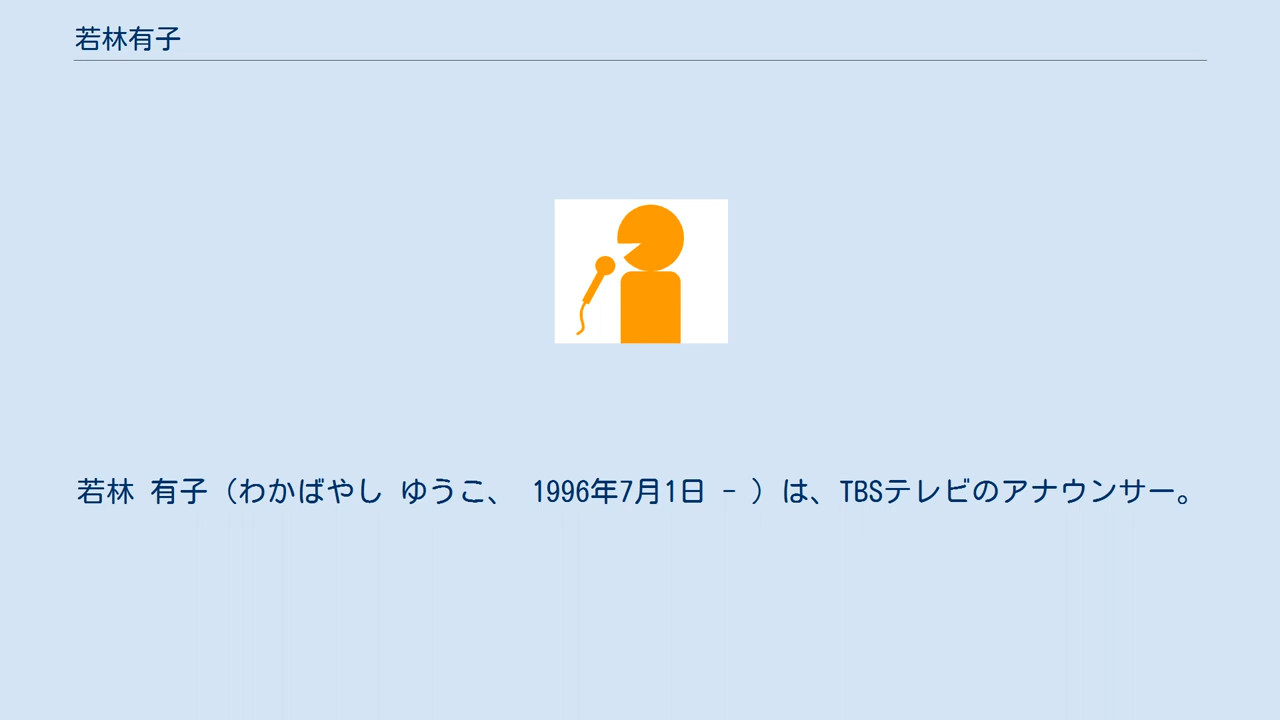 若林有子
若林 有子（わかばやし ゆうこ、 1996年7月1日 - ）は、TBSテレビのアナウンサー。